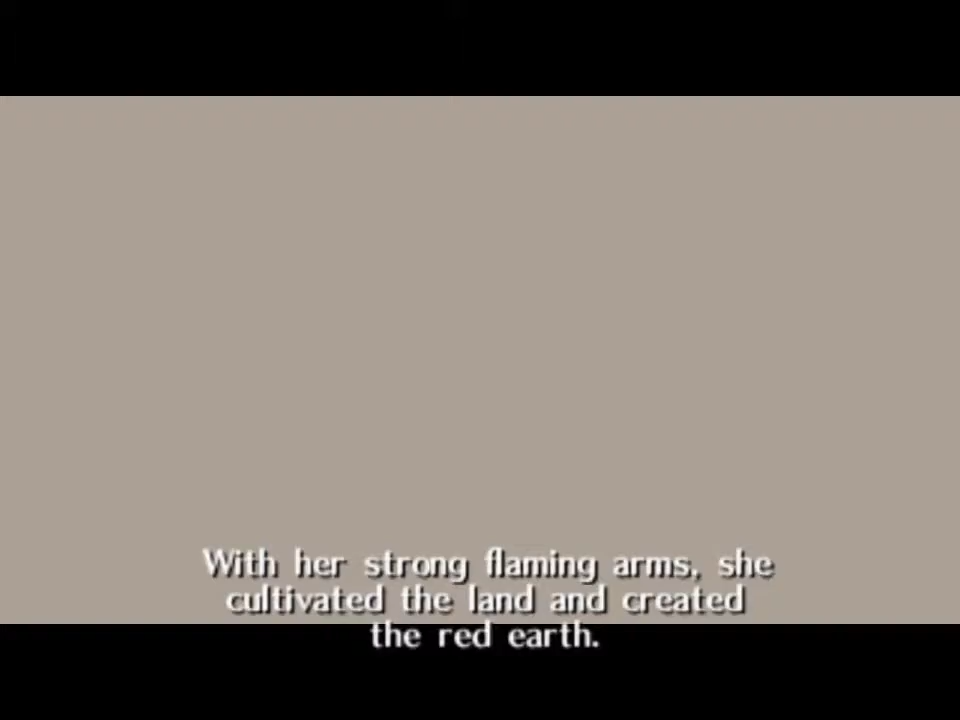 With her strong flaming arms, she
cultivated the land and created
the red earth.